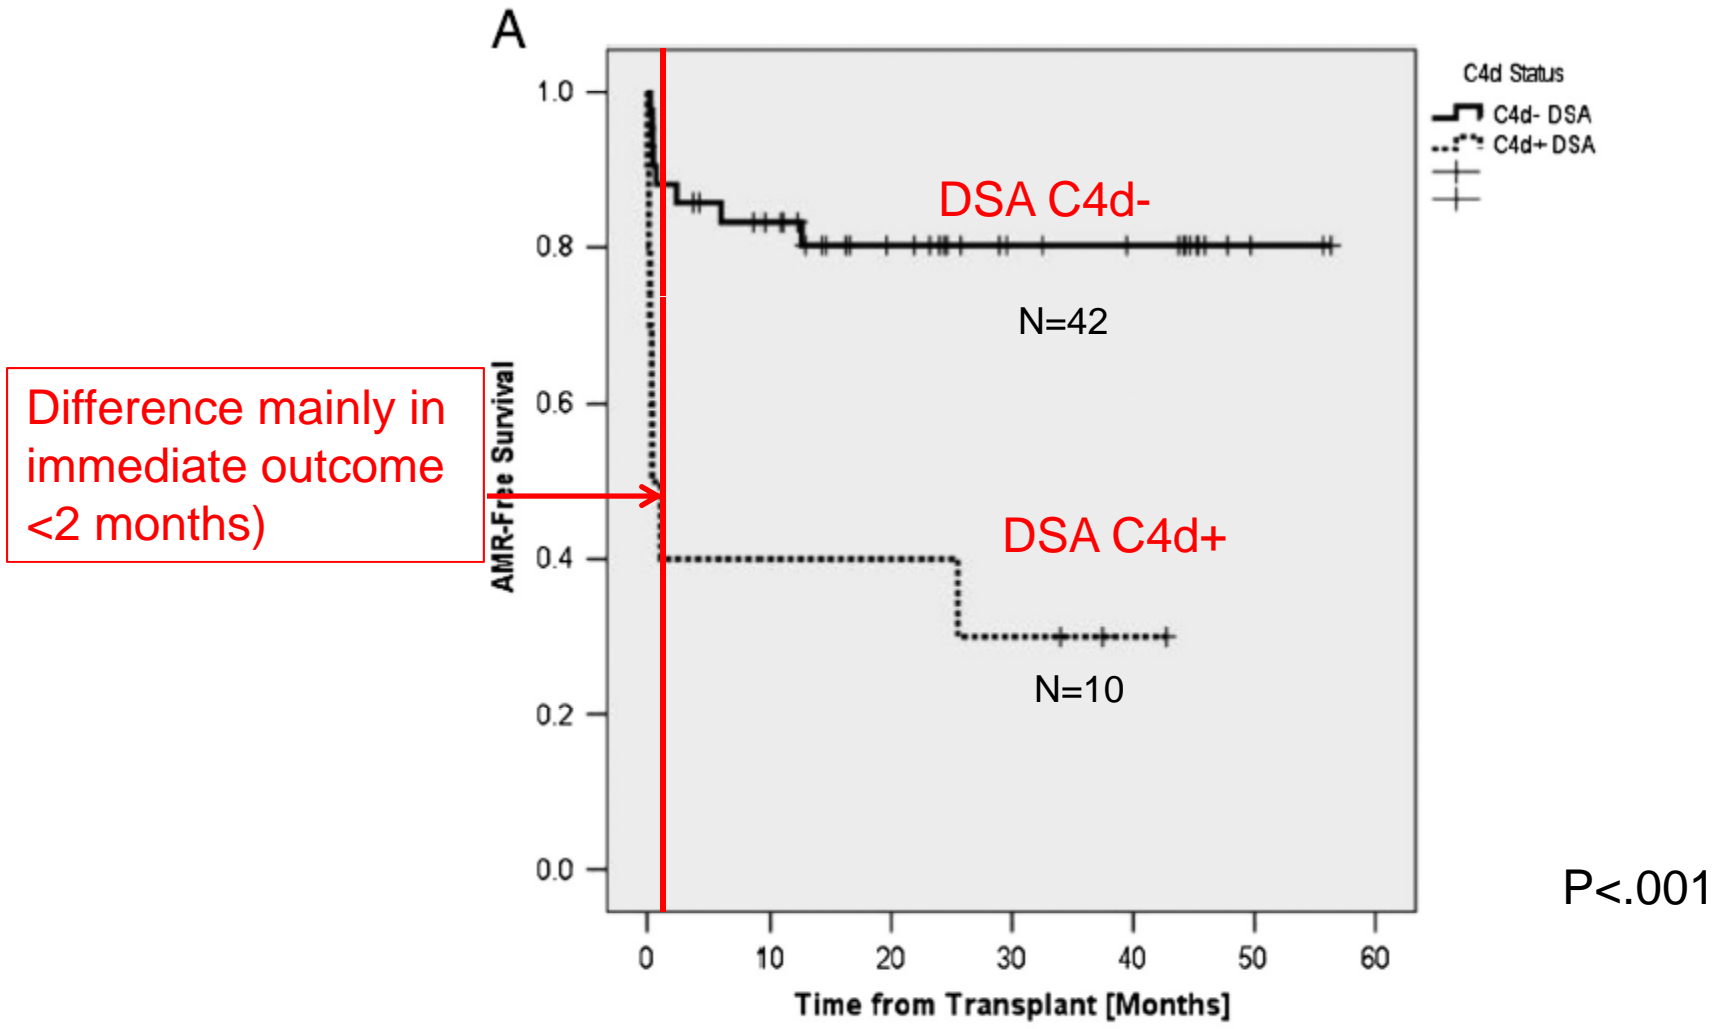 A
C4d Status
C4d- DSA
C4d+ DSA
1.0
0.8
0.6
0.4
0.2
0.0
AMR-Free Survival
DSA C4d-
N=42
Difference mainly in
immediate outcome
<2 months)
DSA C4d+
N=10
P<.001
0 10 20 30 40 50 60
Time from Transplant [Months]